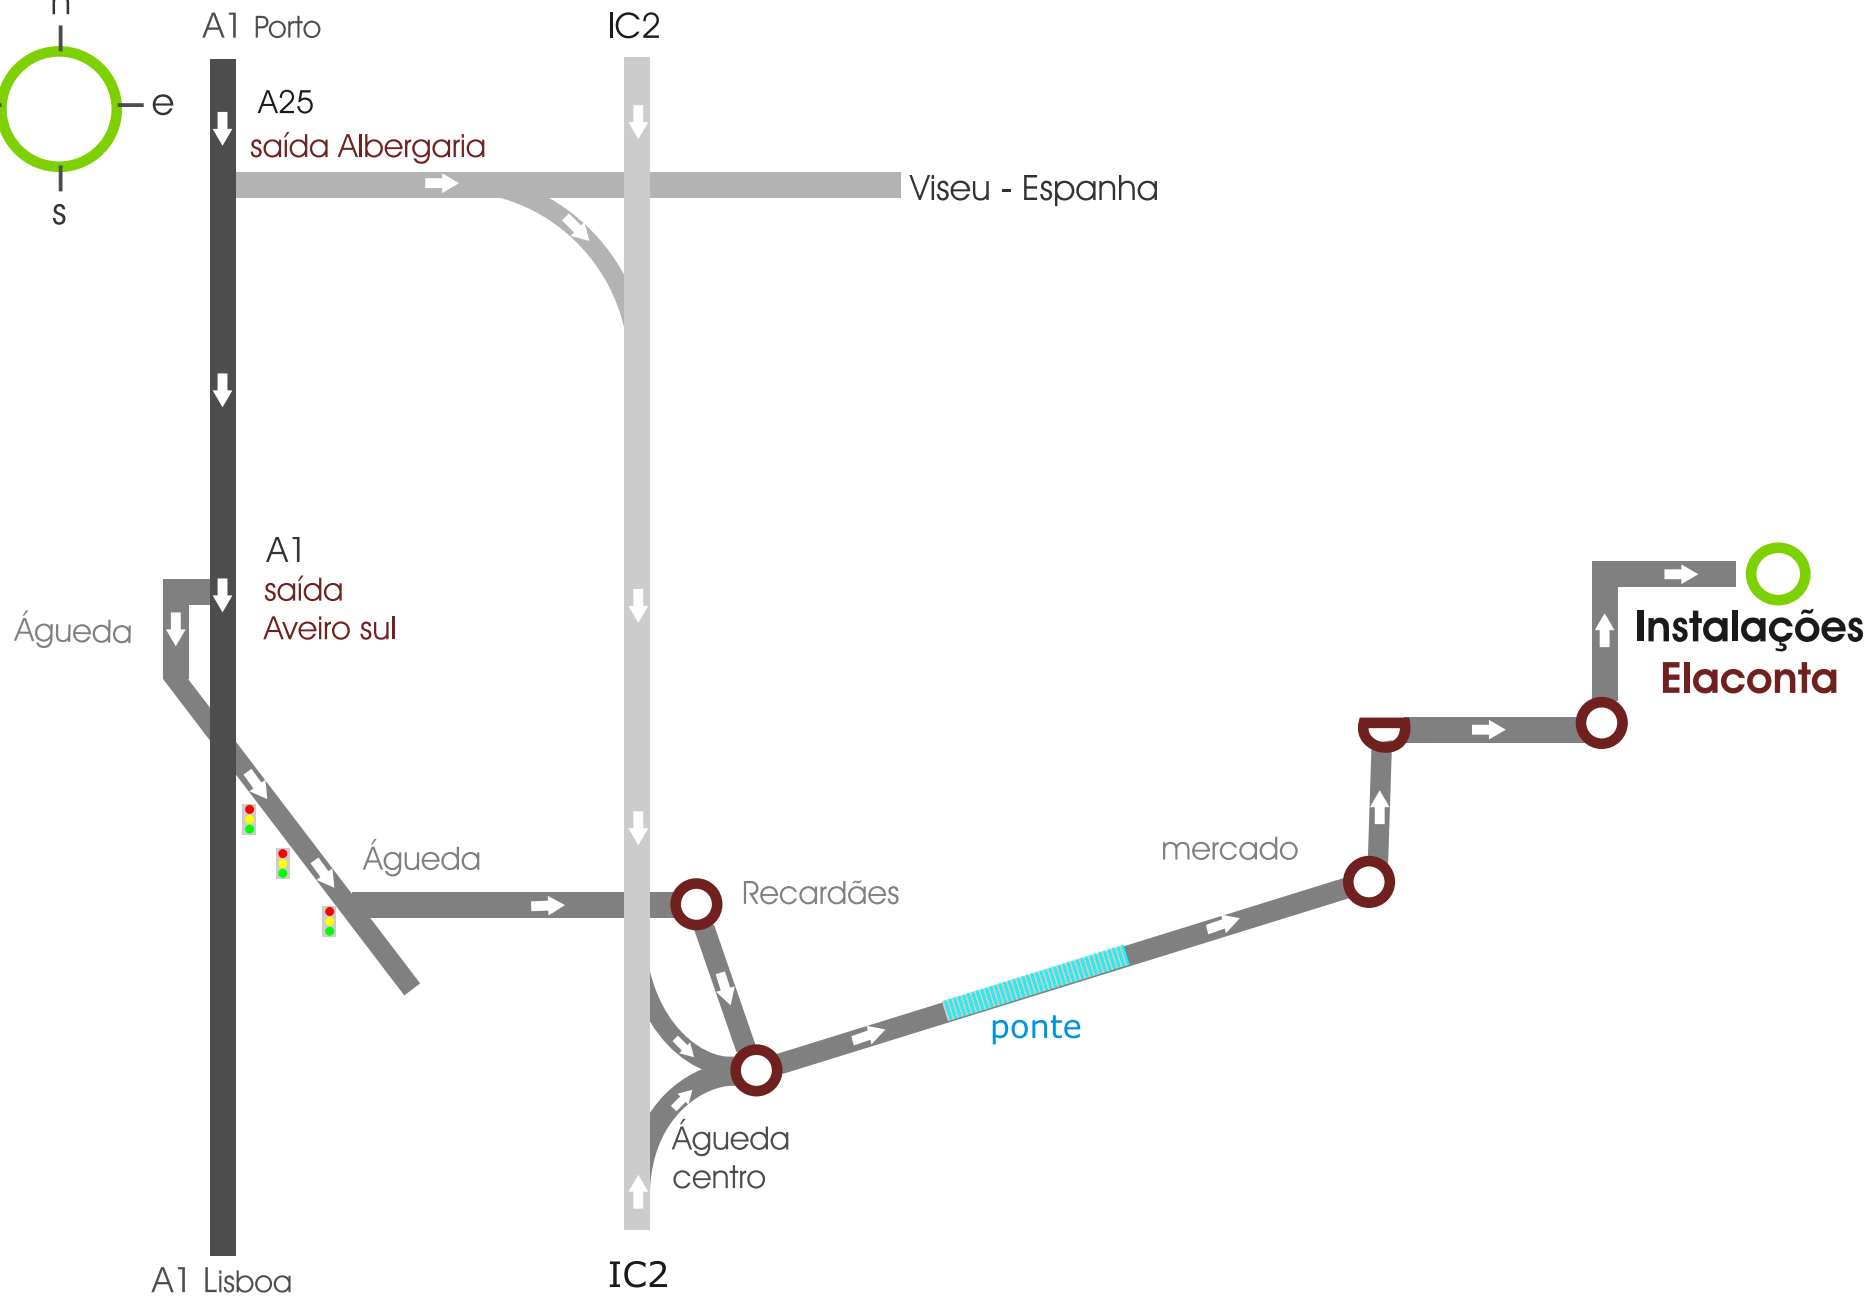 n
e
s
A1 Porto
IC2
A25
saída Albergaria
Viseu - Espanha
A1
saída
Aveiro sul
Águeda
Instalações
Elaconta
Águeda
Recardães
mercado
ponte
Águeda
centro
A1 Lisboa
IC2